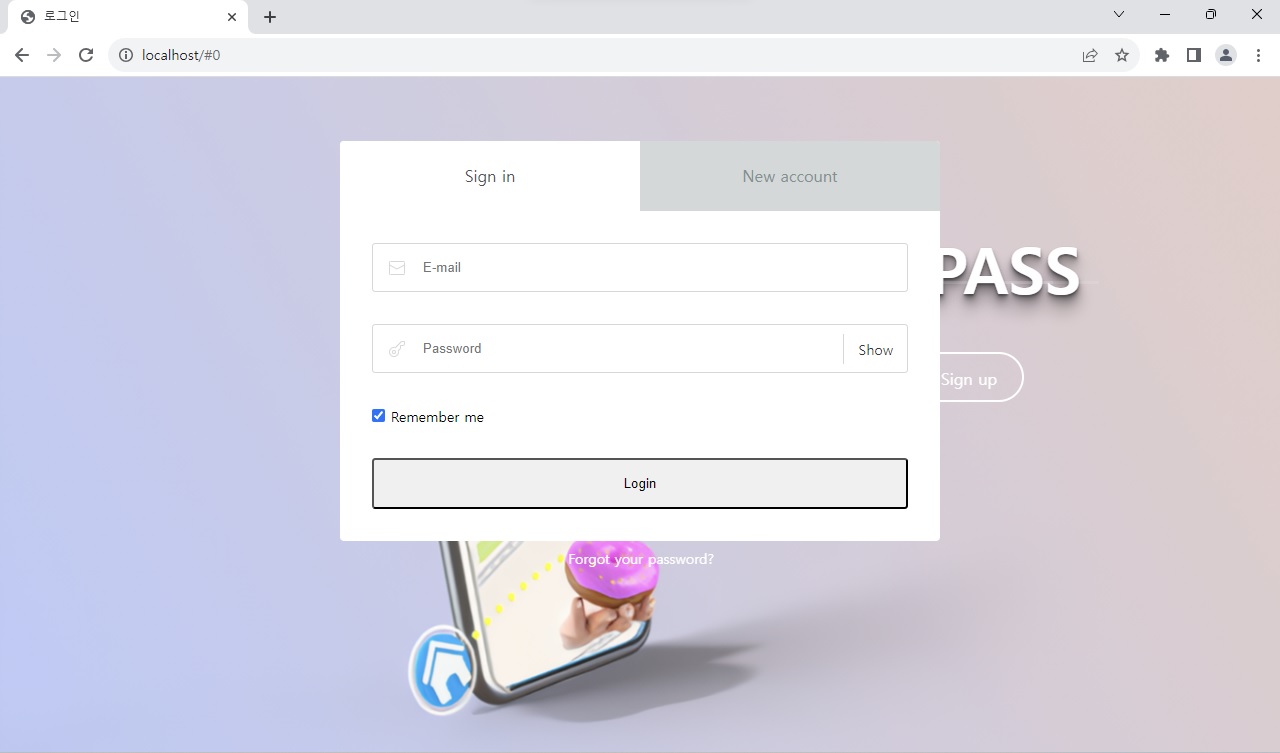 로그인
localhost/#0
Sign in
New account
E-mail
PASS
Password
Show
Sign up
Remember me
Login
Forgot your password?